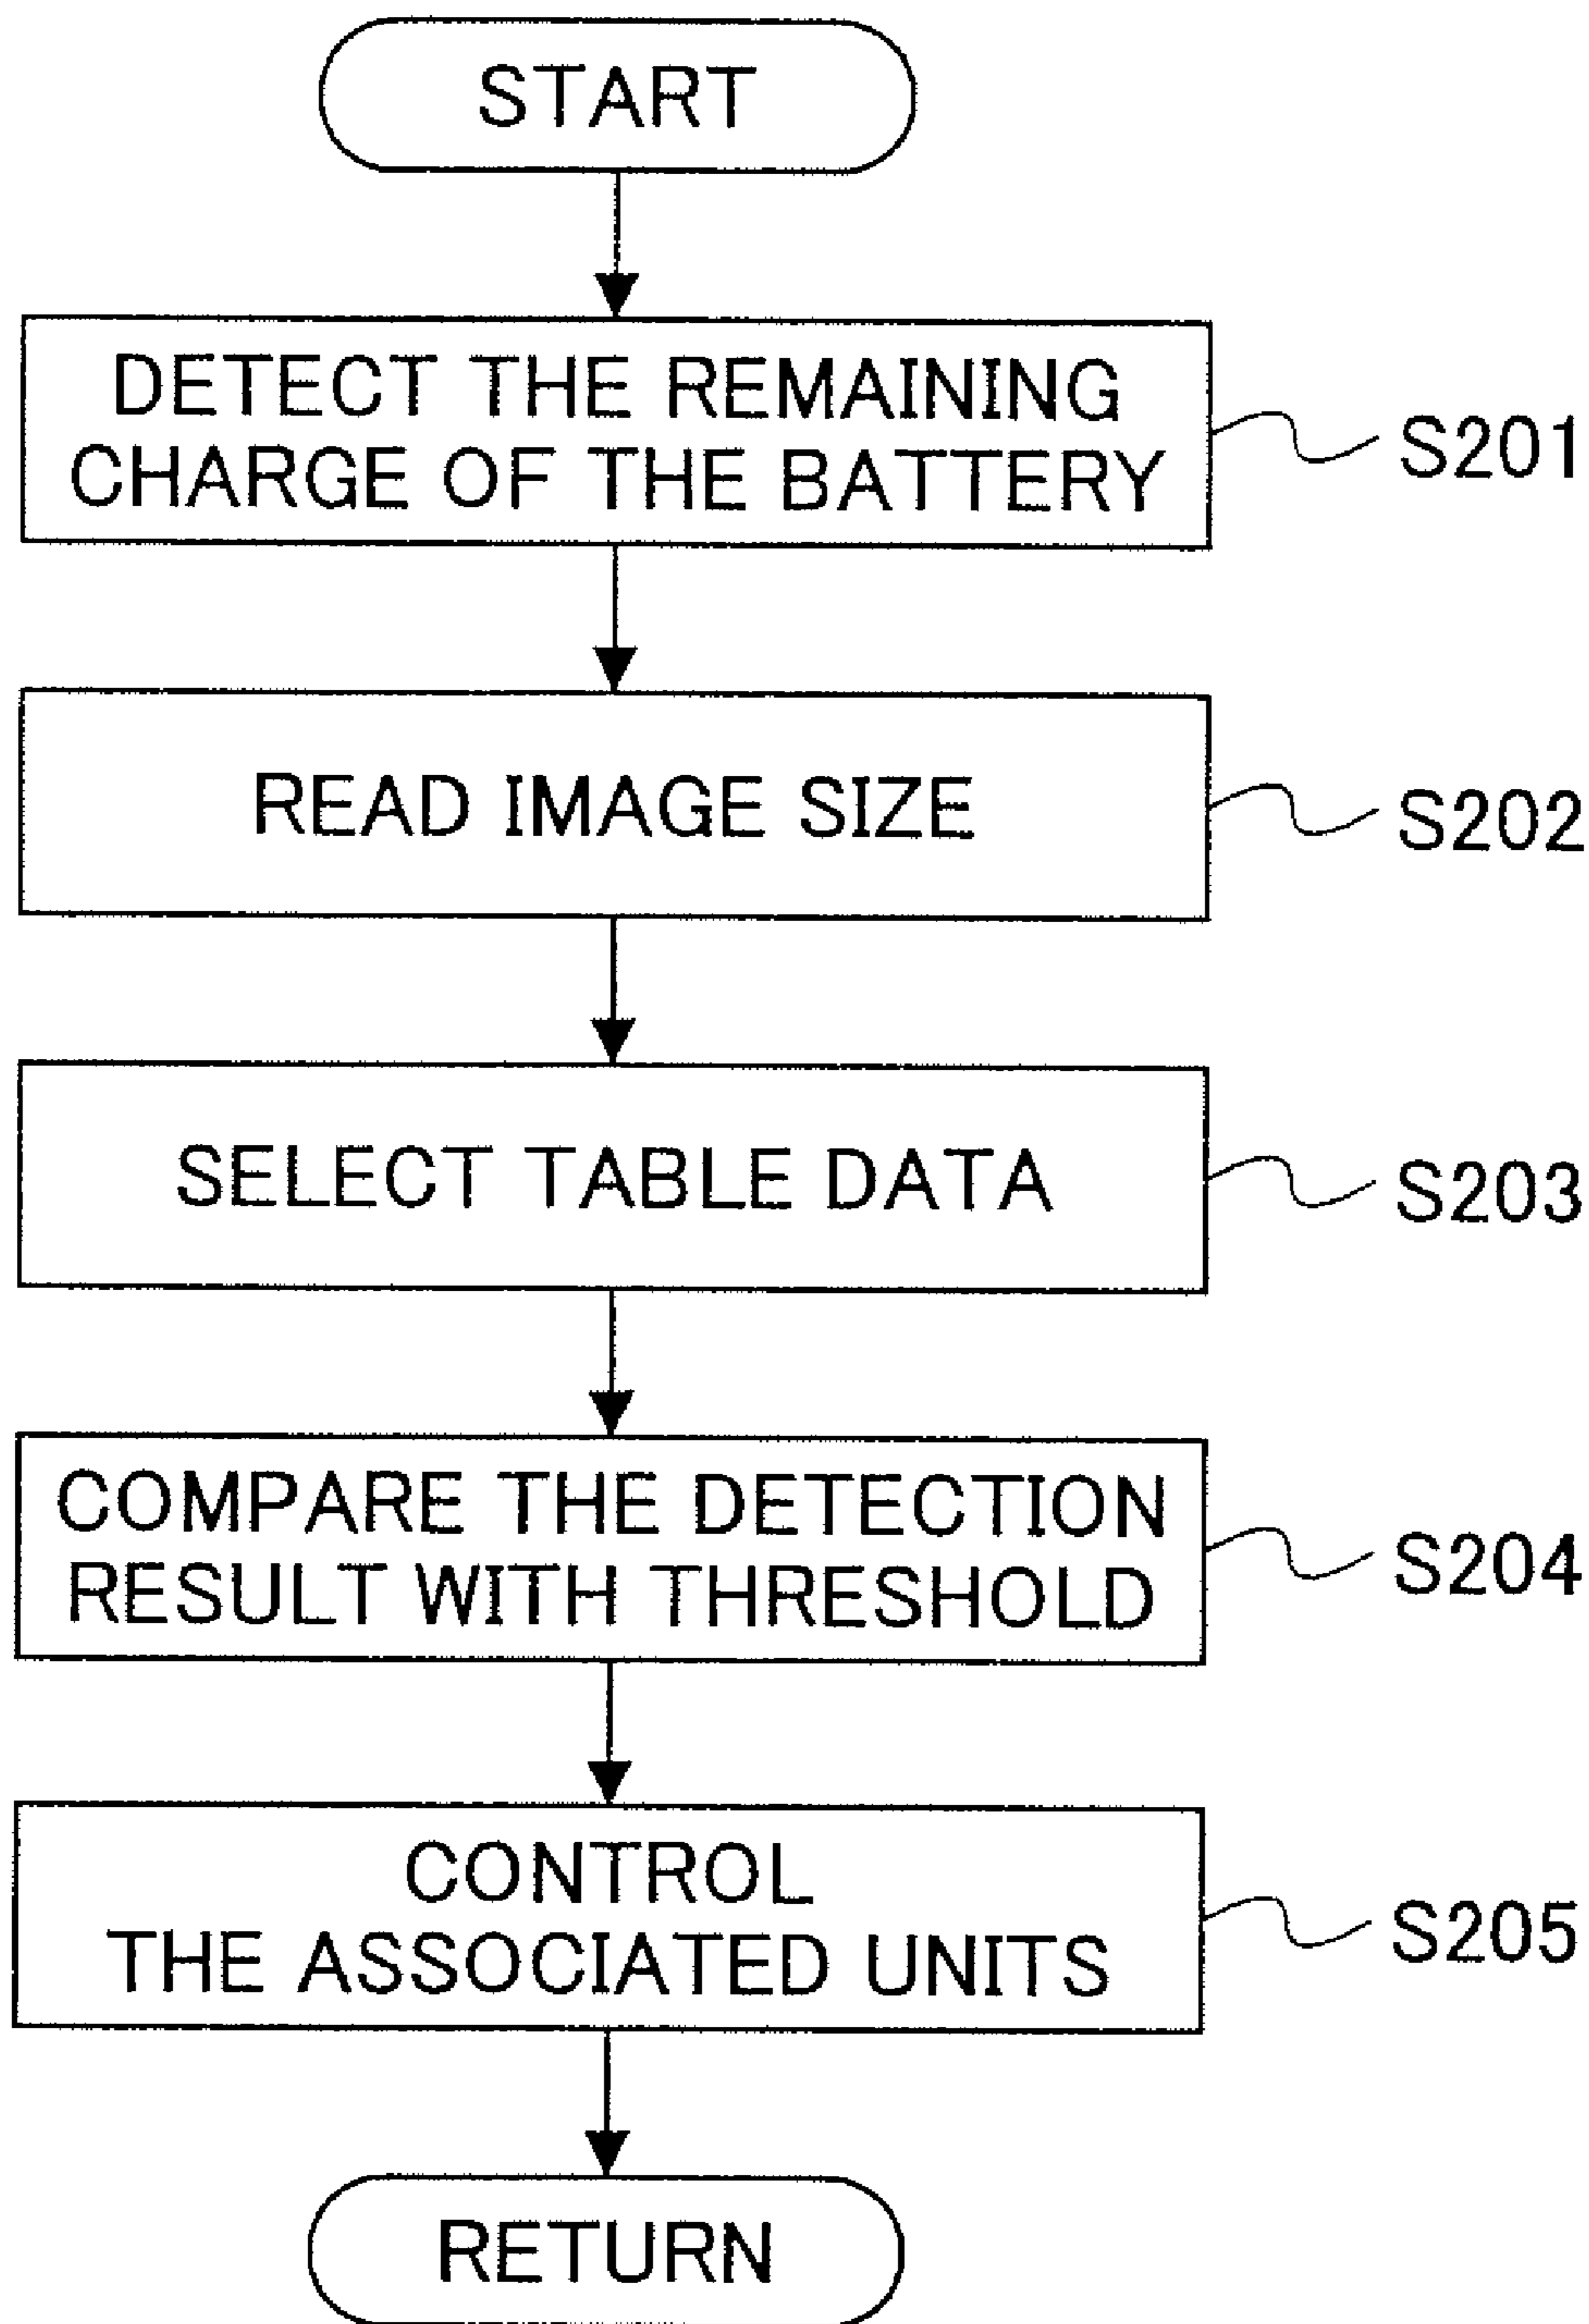 START
DETECT THE REMAINING
CHARGE OF THE BATTERY
S201
READ IMAGE SIZE
S202
SELECT TABLE DATA
S203
COMPARE THE DETECTION
RESULT WITH THRESHOLD
S204
CONTROL
THE ASSOCIATED UNITS
S205
RETURN